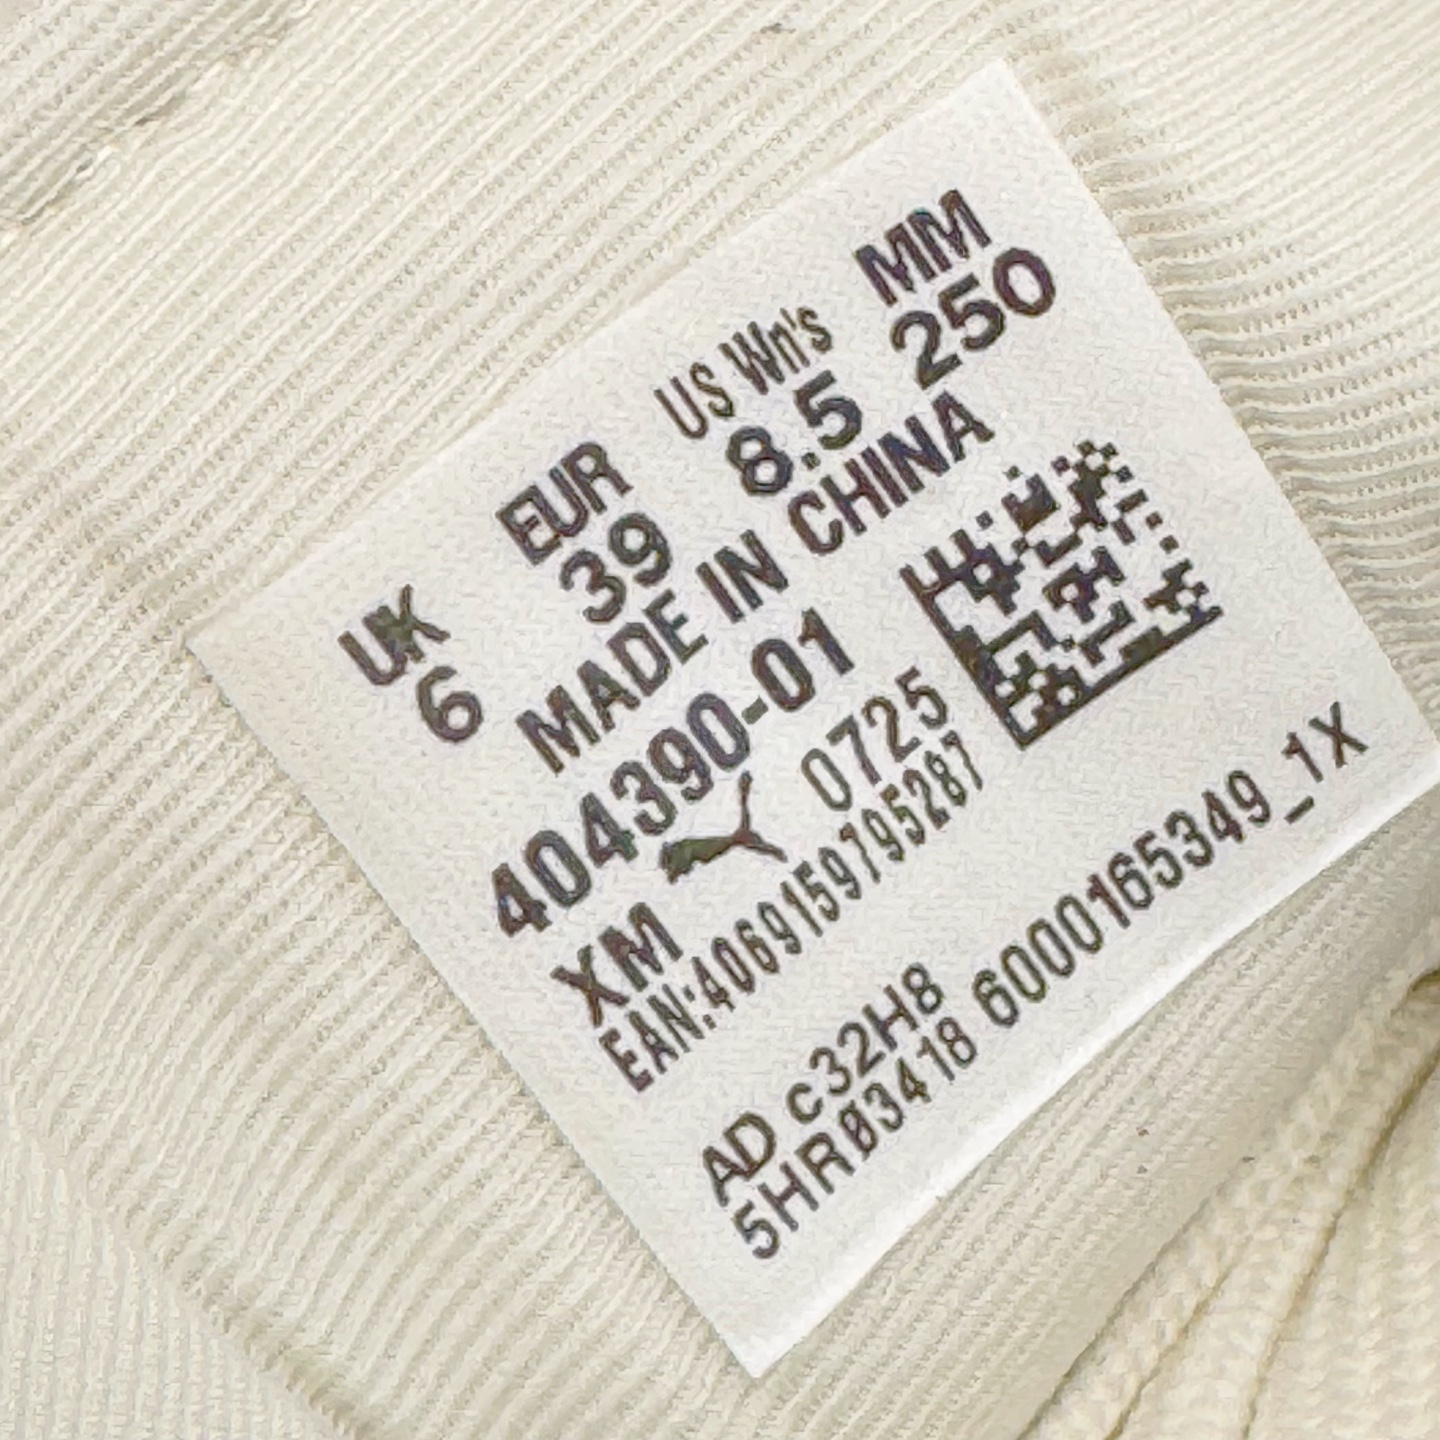 UK EUR US Wn's MM
6 39 8.5 250
MADE IN CHINA
404390-01
XM 0725
EAN:4069159795287
AD c32H8
5HR03418 6000165349_1X